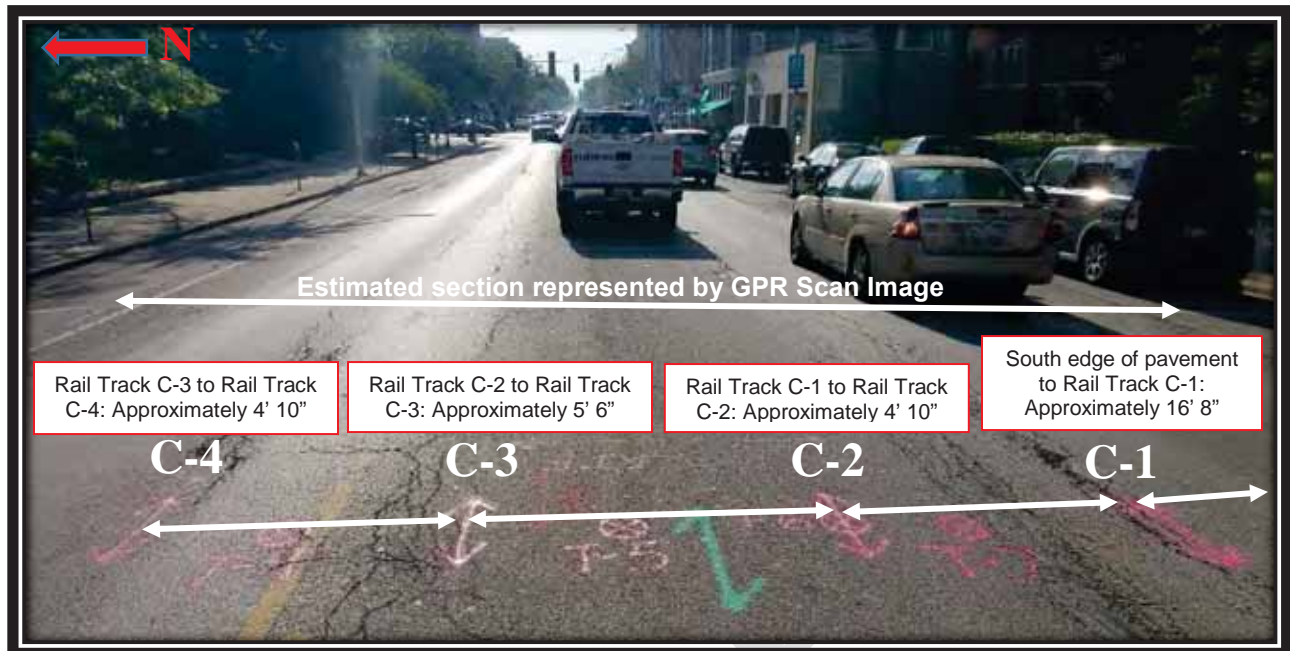 N
Estimated section represented by GPR Scan Image
Rail Track C-3 to Rail Track
C-4: Approximately 4’ 10”
Rail Track C-2 to Rail Track
C-3: Approximately 5’ 6”
Rail Track C-1 to Rail Track
C-2: Approximately 4’ 10”
South edge of pavement
to Rail Track C-1:
Approximately 16’ 8”
C-4
C-3
C-2
C-1
T-5